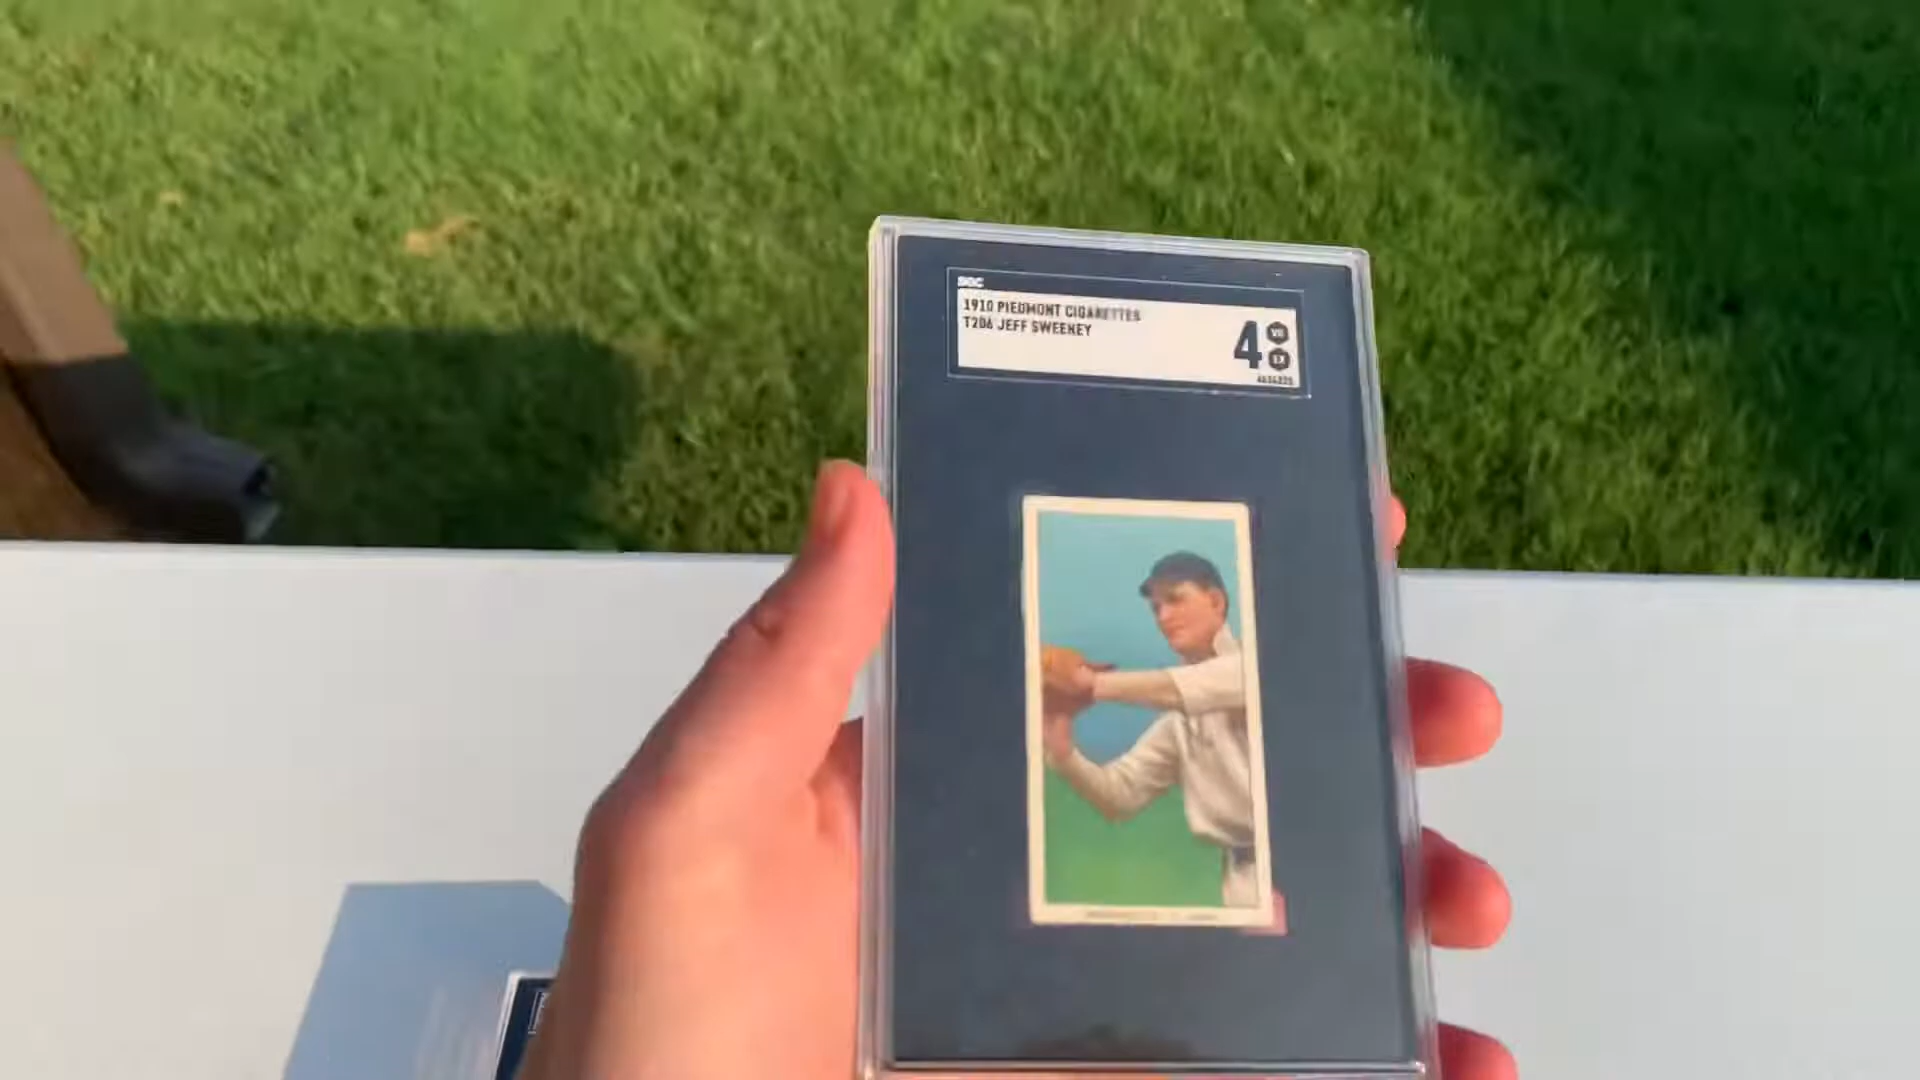 SGC
1910 PIEDMONT CIGARETTES
T206 JEFF SWEENEY
4
VG
EX